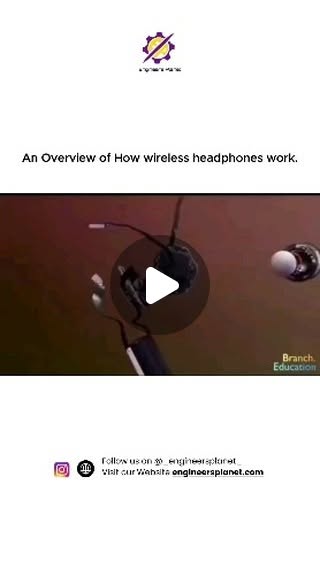 Engineer's Planet
An Overview of How wireless headphones work.
Branch.
Education
Follow us on @_engineersplanet_
Visit our Website engineersplanet.com